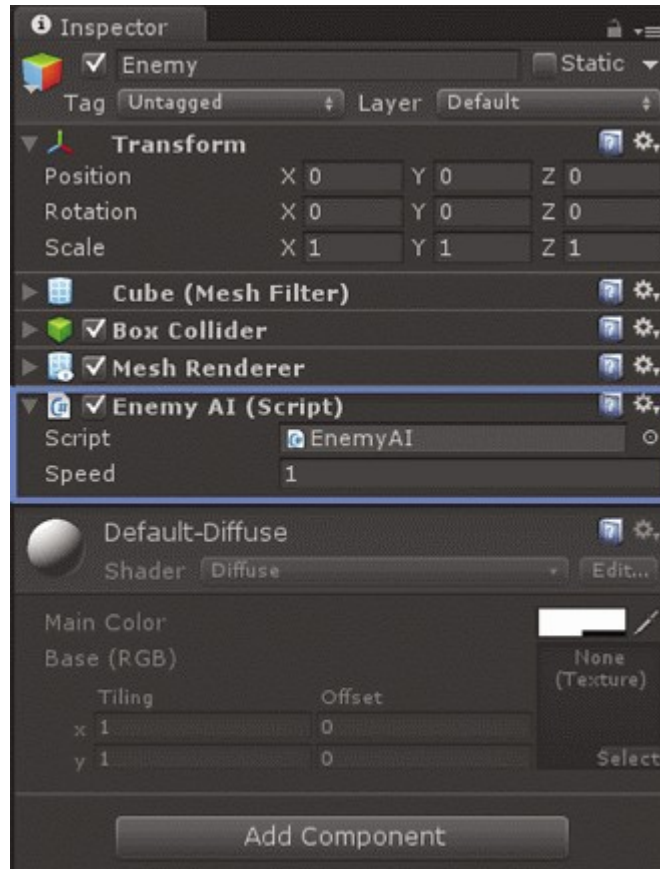 Inspector
Enemy Static
Tag Untagged Layer Default
Transform
Position X 0 Y 0 Z 0
Rotation X 0 Y 0 Z 0
Scale X 1 Y 1 Z 1
Cube (Mesh Filter)
Box Collider
Mesh Renderer
Enemy AI (Script)
Script EnemyAI
Speed 1
Default-Diffuse
Shader Diffuse Edit...
Main Color
Base (RGB) None
(Texture)
Tiling Offset
x 1 0
y 1 0 Select
Add Component